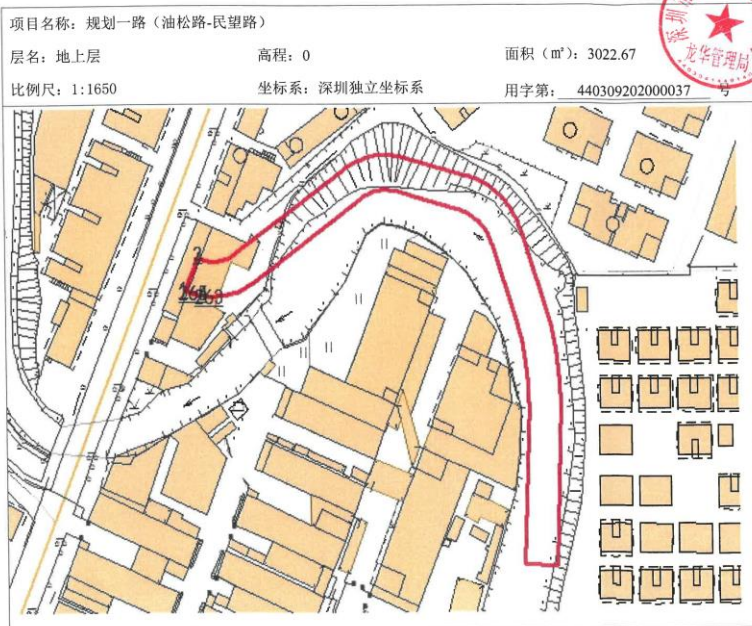 项目名称：规划一路（油松路-民望路）
层名：地上层 高程：0 面积（㎡）：3022.67
比例尺：1:1650 坐标系：深圳独立坐标系 用字第：440309202000037 号
龙华管理局